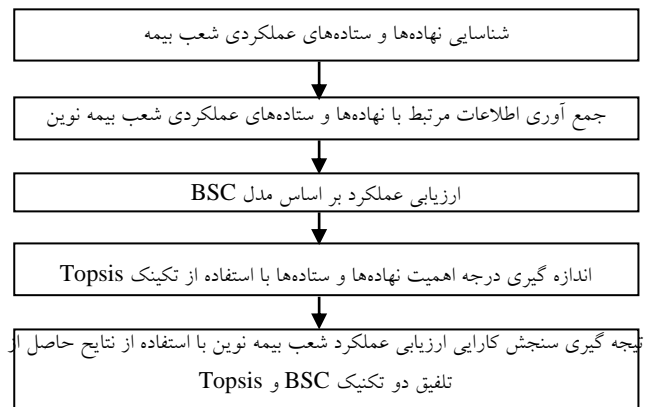 شناسایی نهاده‌ها و ستاده‌های عملکردی شعب بیمه
جمع آوری اطلاعات مرتبط با نهاده‌ها و ستاده‌های عملکردی شعب بیمه نوین
ارزیابی عملکرد بر اساس مدل BSC
اندازه گیری درجه اهمیت نهاده‌ها و ستاده‌ها با استفاده از تکینک Topsis
تیجه گیری سنجش کارایی ارزیابی عملکرد شعب بیمه نوین با استفاده از نتایج حاصل از
تلفیق دو تکنیک BSC و Topsis